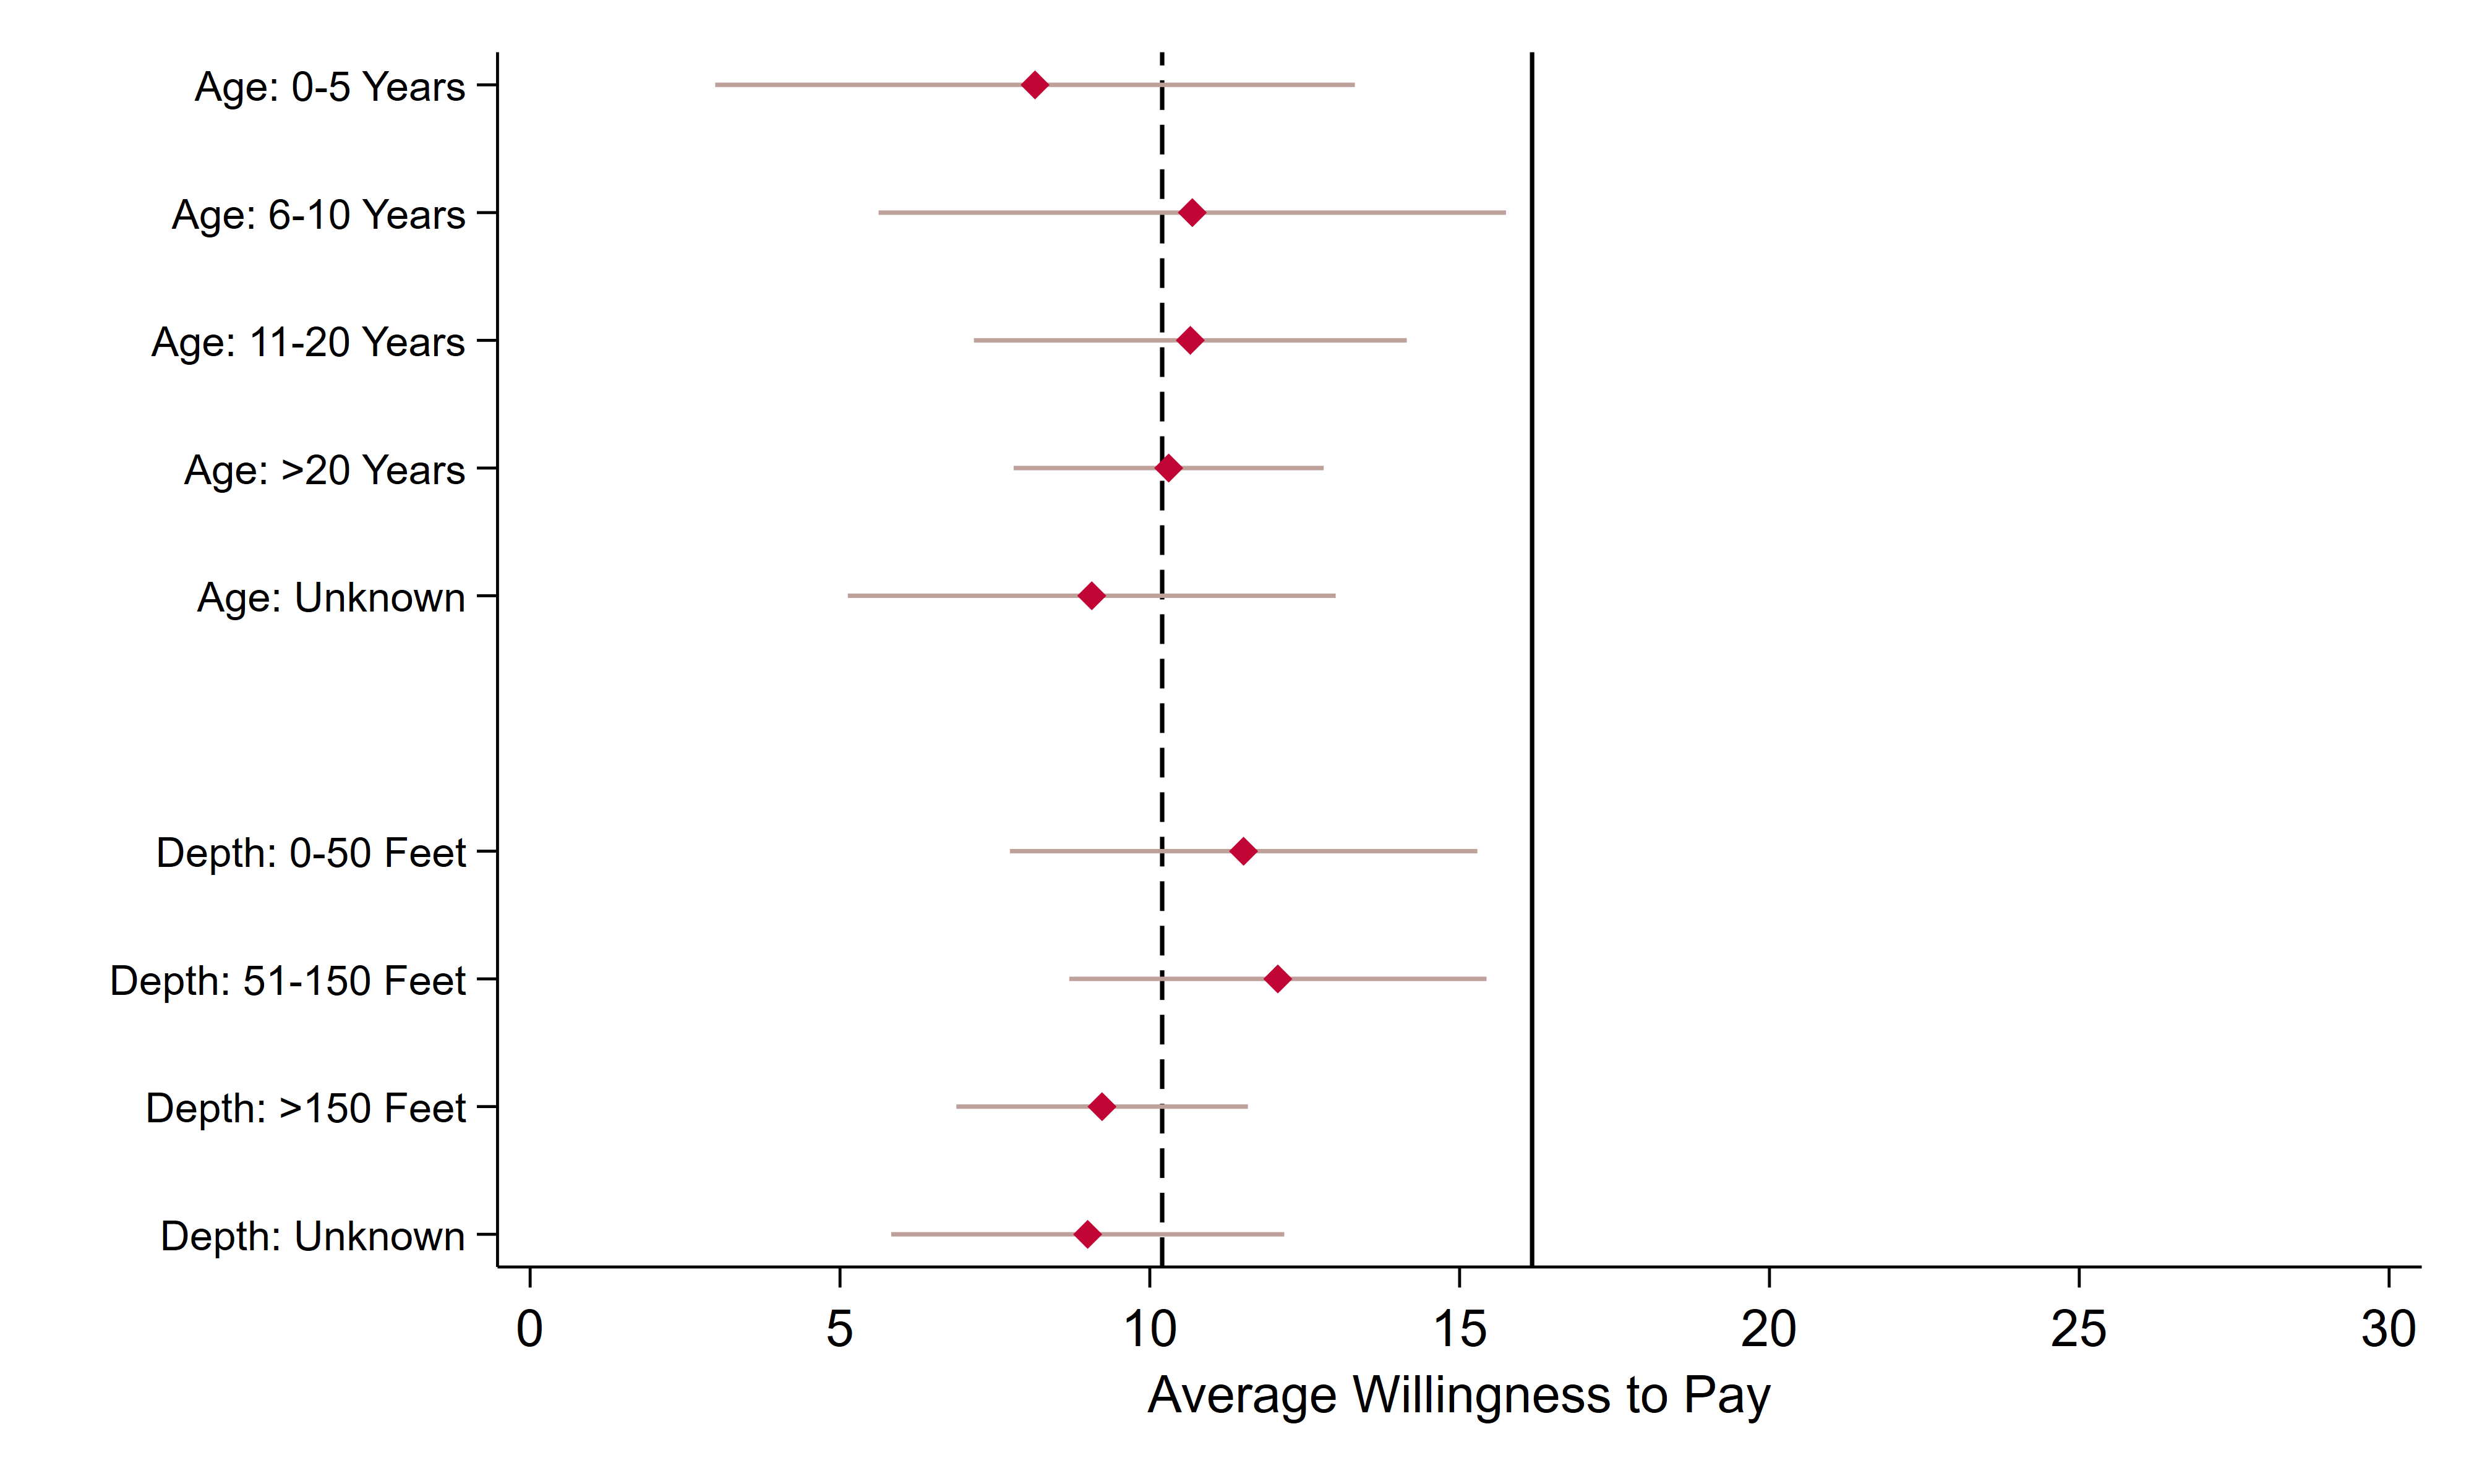 Age: 0-5 Years
Age: 6-10 Years
Age: 11-20 Years
Age: >20 Years
Age: Unknown
Depth: 0-50 Feet
Depth: 51-150 Feet
Depth: >150 Feet
Depth: Unknown
0 5 10 15 20 25 30
Average Willingness to Pay